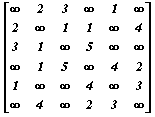 ∞ 2 3 ∞ 1 ∞
2 ∞ 1 1 ∞ 4
3 1 ∞ 5 ∞ ∞
∞ 1 5 ∞ 4 2
1 ∞ ∞ 4 ∞ 3
∞ 4 ∞ 2 3 ∞